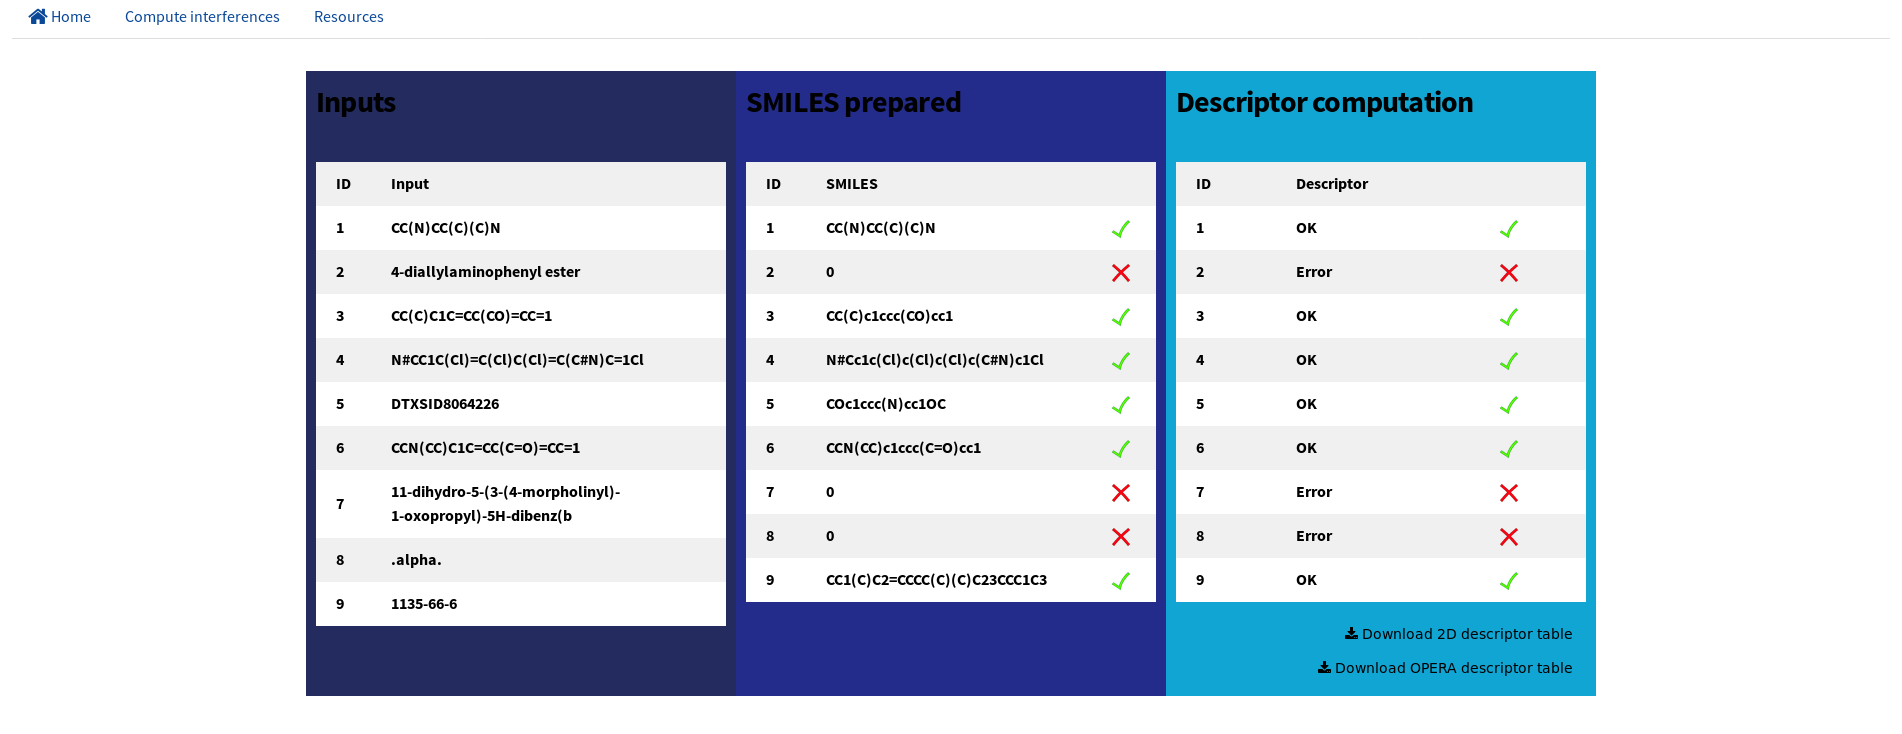 Home Compute interferences Resources
Inputs
ID Input
1 CC(N)CC(C)(C)N
2 4-diallylaminophenyl ester
3 CC(C)C1C=CC(CO)=CC=1
4 N#CC1C(Cl)=C(Cl)C(Cl)=C(C#N)C=1Cl
5 DTXSID8064226
6 CCN(CC)C1C=CC(C=O)=CC=1
7 11-dihydro-5-(3-(4-morpholinyl)-
1-oxopropyl)-5H-dibenz(b
8 .alpha.
9 1135-66-6
SMILES prepared
ID SMILES
1 CC(N)CC(C)(C)N
2 0
3 CC(C)c1ccc(CO)cc1
4 N#Cc1c(Cl)c(Cl)c(Cl)c(C#N)c1Cl
5 COc1ccc(N)cc1OC
6 CCN(CC)c1ccc(C=O)cc1
7 0
8 0
9 CC1(C)C2=CCCC(C)(C)C23CCC1C3
Descriptor computation
ID Descriptor
1 OK
2 Error
3 OK
4 OK
5 OK
6 OK
7 Error
8 Error
9 OK
Download 2D descriptor table
Download OPERA descriptor table